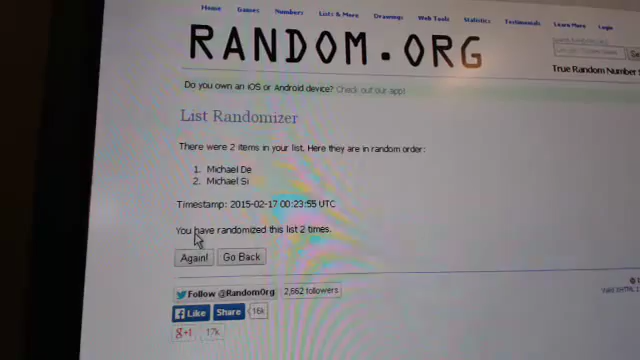 Home Games Numbers Lists & More Drawings Web Tools Statistics Testimonials Learn More Login
RANDOM.ORG
True Random Number
Do you own an iOS or Android device? Check out our app!
List Randomizer
There were 2 items in your list. Here they are in random order:
1. Michael De
2. Michael Si
Timestamp: 2015-02-17 00:23:55 UTC
You have randomized this list 2 times.
Again! Go Back
Follow @RandomOrg 2,662 followers
Like Share 16k
g+1 17k